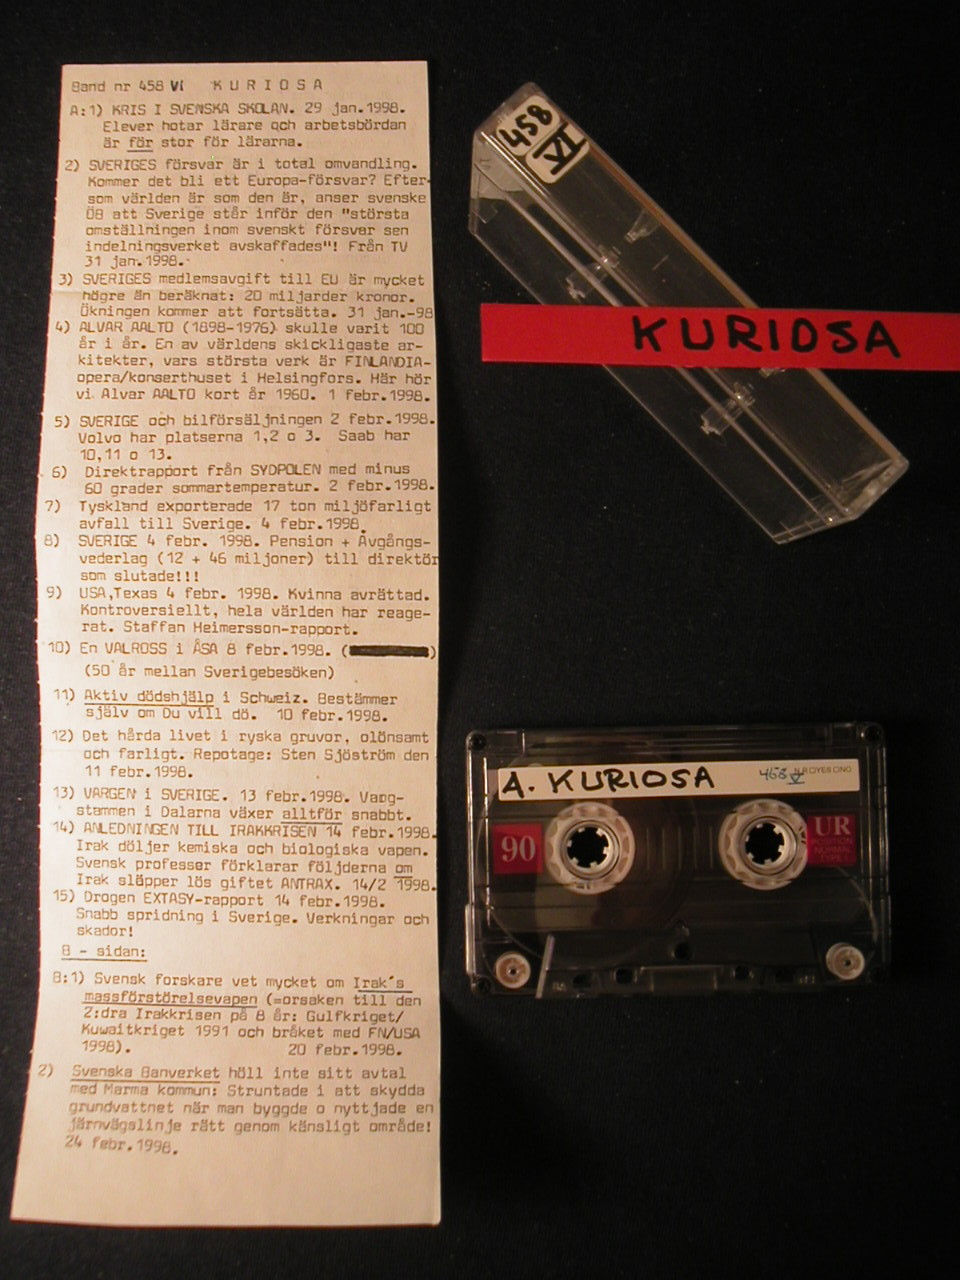 Band nr 458 VI K U R I O S A
A:1) KRIS I SVENSKA SKOLAN. 29 jan.1998.
Elever hotar lärare och arbetsbördan
är för stor för lärarna.
2) SVERIGES försvar är i total omvandling.
Kommer det bli ett Europa-försvar? Efter-
som världen är som den är, anser svenske
ÖB att Sverige står inför den "största
omställningen inom svenskt försvar sen
indelningsverket avskaffades"! Från TV
31 jan.1998.
3) SVERIGES medlemsavgift till EU är mycket
högre än beräknat: 20 miljarder kronor.
Ökningen kommer att fortsätta. 31 jan.-98
4) ALVAR AALTO (1898-1976) skulle varit 100
år i år. En av världens skickligaste ar-
kitekter, vars största verk är FINLANDIA-
opera/konserthuset i Helsingfors. Här hör
vi Alvar AALTO kort år 1960. 1 febr.1998.
5) SVERIGE och bilförsäljningen 2 febr.1998.
Volvo har platserna 1,2 o 3. Saab har
10,11 o 13.
6) Direktrapport från SYDPOLEN med minus
60 grader sommartemperatur. 2 febr.1998.
7) Tyskland exporterade 17 ton miljöfarligt
avfall till Sverige. 4 febr.1998.
8) SVERIGE 4 febr. 1998. Pension + Avgångs-
vederlag (12 + 46 miljoner) till direktör
som slutade!!!
9) USA,Texas 4 febr. 1998. Kvinna avrättad.
Kontroversiellt, hela världen har reage-
rat. Staffan Heimersson-rapport.
10) En VALROSS i ÅSA 8 febr.1998. ( )
(50 år mellan Sverigebesöken)
11) Aktiv dödshjälp i Schweiz. Bestämmer
själv om Du vill dö. 10 febr.1998.
12) Det hårda livet i ryska gruvor, olönsamt
och farligt. Repotage: Sten Sjöström den
11 febr.1998.
13) VARGEN i SVERIGE. 13 febr.1998. Varg-
stammen i Dalarna växer alltför snabbt.
14) ANLEDNINGEN TILL IRAKKRISEN 14 febr.1998.
Irak döljer kemiska och biologiska vapen.
Svensk professer förklarar följderna om
Irak släpper lös giftet ANTRAX. 14/2 1998.
15) Drogen EXTASY-rapport 14 febr.1998.
Snabb spridning i Sverige. Verkningar och
skador!
B - sidan:
B:1) Svensk forskare vet mycket om Irak's
massförstörelsevapen (=orsaken till den
2:dra Irakkrisen på 8 år: Gulfkriget/
Kuwaitkriget 1991 och bråket med FN/USA
1998). 20 febr.1998.
2) Svenska Banverket höll inte sitt avtal
med Marma kommun: Struntade i att skydda
grundvattnet när man byggde o nyttjade en
järnvägslinje rätt genom känsligt område!
24 febr.1998.
458
VI
KURIOSA
A. KURIOSA
90
UR
POSITION
NORMAL
TYPE I